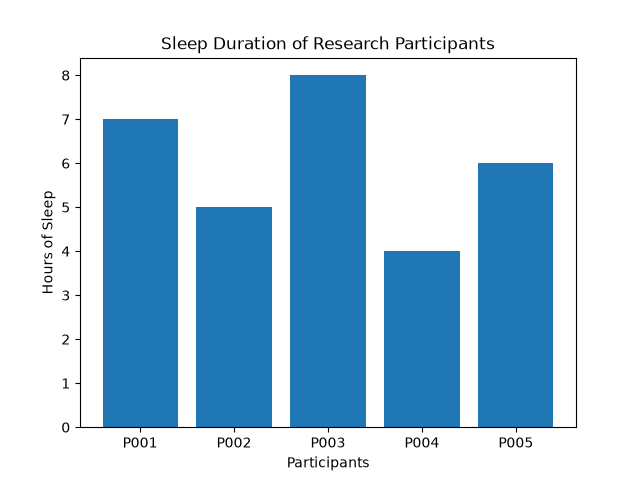 Sleep Duration of Research Participants
8
7
6
5
4
3
2
1
0
Hours of Sleep
P001 P002 P003 P004 P005
Participants